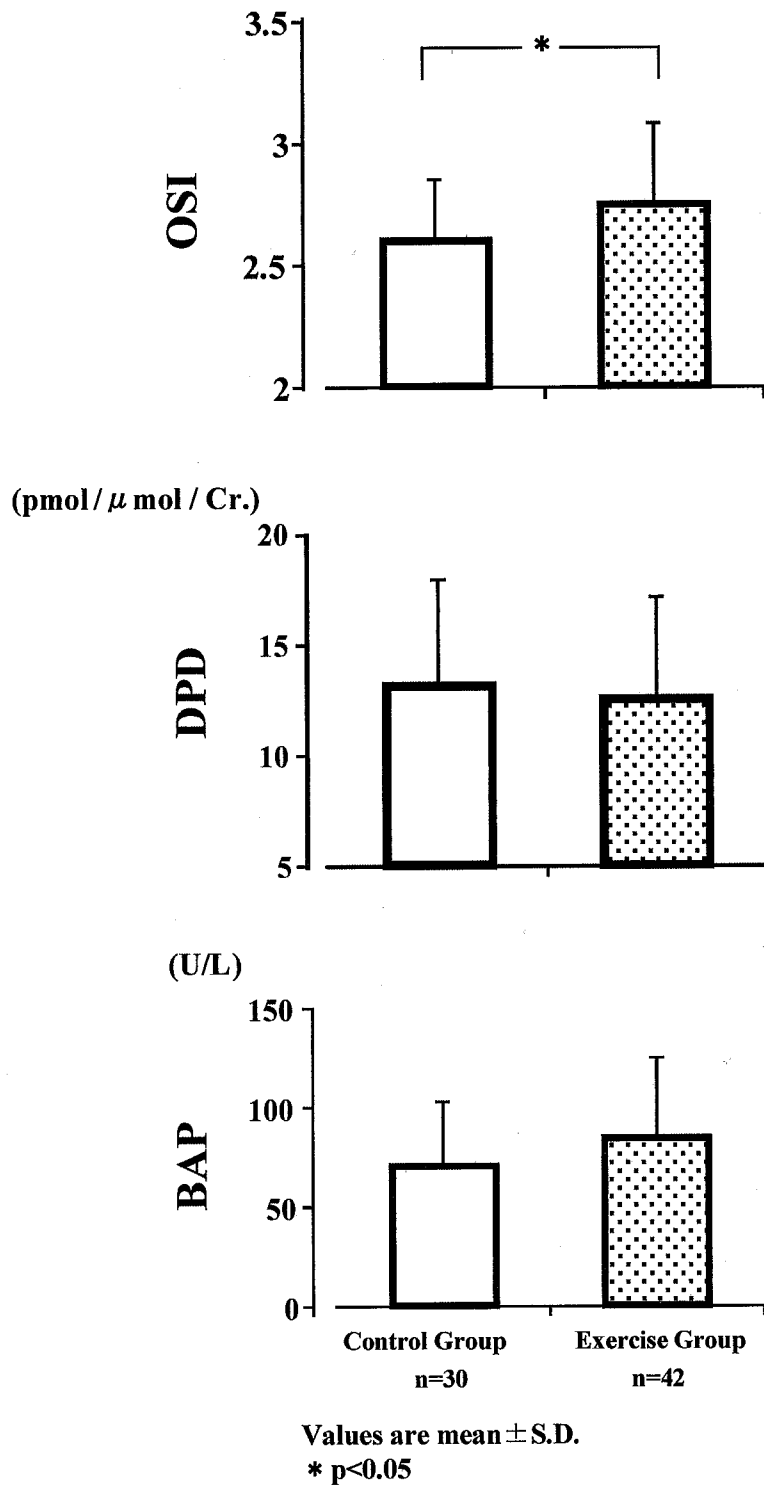 3.5
*
3
OSI
2.5
2
(pmol / μ mol / Cr.)
20
15
DPD
10
5
(U/L)
150
100
BAP
50
0
Control Group Exercise Group
n=30 n=42
Values are mean ± S.D.
* p<0.05